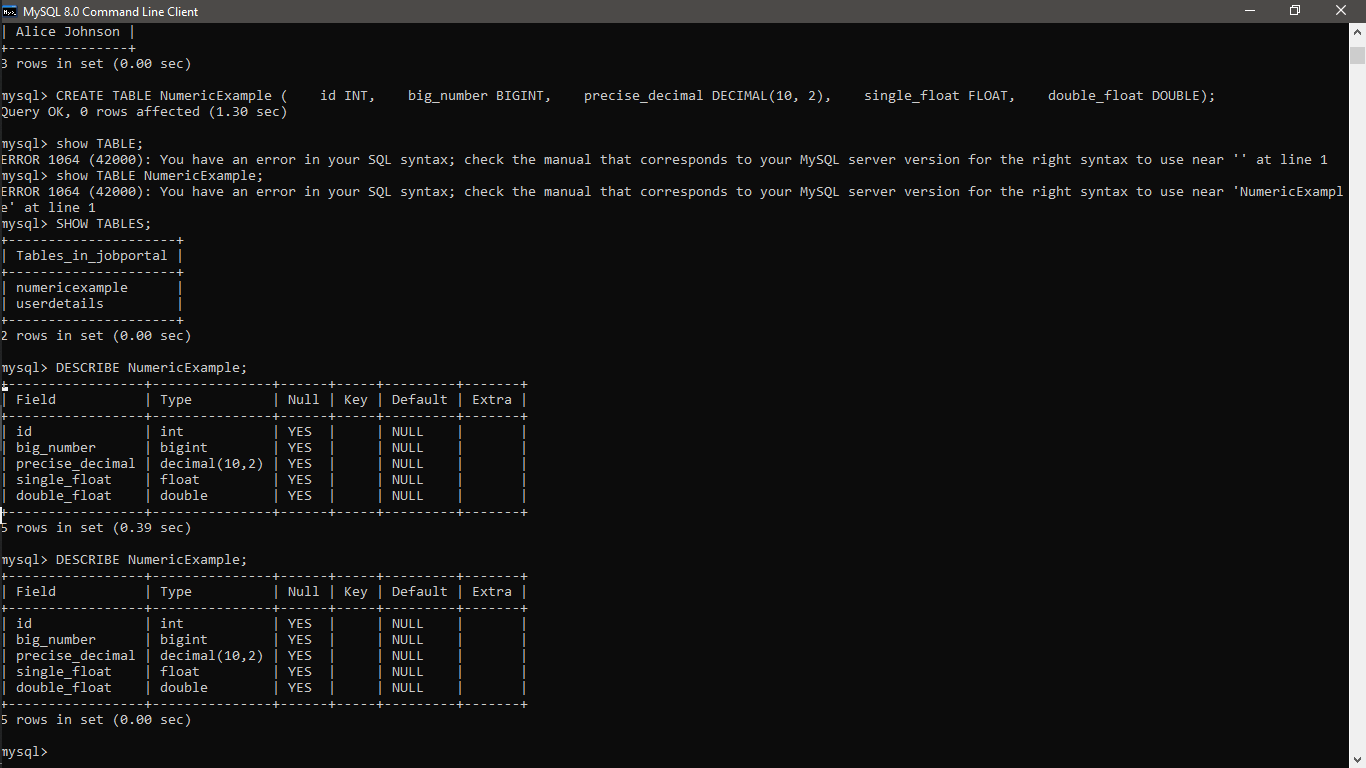 MySQL 8.0 Command Line Client
| Alice Johnson |
+---------------+
3 rows in set (0.00 sec)
mysql> CREATE TABLE NumericExample (    id INT,    big_number BIGINT,    precise_decimal DECIMAL(10, 2),    single_float FLOAT,    double_float DOUBLE);
Query OK, 0 rows affected (1.30 sec)
mysql> show TABLE;
ERROR 1064 (42000): You have an error in your SQL syntax; check the manual that corresponds to your MySQL server version for the right syntax to use near '' at line 1
mysql> show TABLE NumericExample;
ERROR 1064 (42000): You have an error in your SQL syntax; check the manual that corresponds to your MySQL server version for the right syntax to use near 'NumericExampl
e' at line 1
mysql> SHOW TABLES;
+---------------------+
| Tables_in_jobportal |
+---------------------+
| numericexample      |
| userdetails         |
+---------------------+
2 rows in set (0.00 sec)
mysql> DESCRIBE NumericExample;
+-----------------+---------------+------+-----+---------+-------+
| Field           | Type          | Null | Key | Default | Extra |
+-----------------+---------------+------+-----+---------+-------+
| id              | int           | YES  |     | NULL    |       |
| big_number      | bigint        | YES  |     | NULL    |       |
| precise_decimal | decimal(10,2) | YES  |     | NULL    |       |
| single_float    | float         | YES  |     | NULL    |       |
| double_float    | double        | YES  |     | NULL    |       |
+-----------------+---------------+------+-----+---------+-------+
5 rows in set (0.39 sec)
mysql> DESCRIBE NumericExample;
+-----------------+---------------+------+-----+---------+-------+
| Field           | Type          | Null | Key | Default | Extra |
+-----------------+---------------+------+-----+---------+-------+
| id              | int           | YES  |     | NULL    |       |
| big_number      | bigint        | YES  |     | NULL    |       |
| precise_decimal | decimal(10,2) | YES  |     | NULL    |       |
| single_float    | float         | YES  |     | NULL    |       |
| double_float    | double        | YES  |     | NULL    |       |
+-----------------+---------------+------+-----+---------+-------+
5 rows in set (0.00 sec)
mysql>